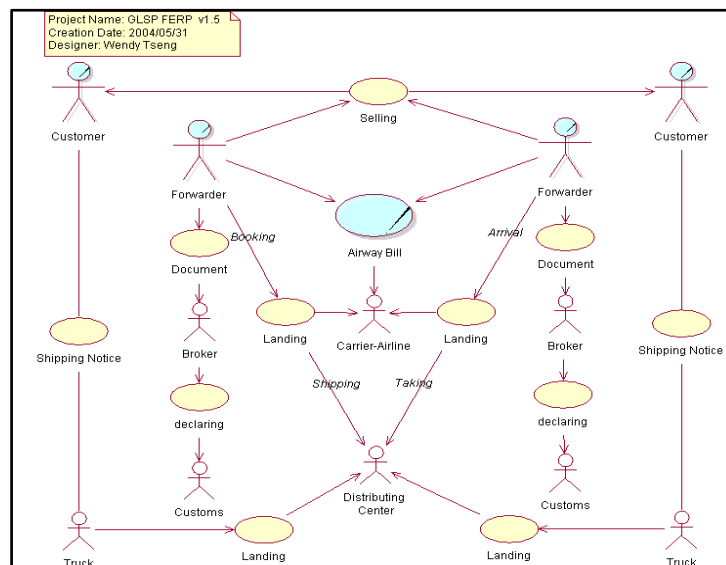 Project Name: GLSP FERP v1.5
Creation Date: 2004/05/31
Designer: Wendy Tseng
Customer
Selling
Customer
Forwarder
Forwarder
Booking
Airway Bill
Arrival
Document
Document
Landing
Carrier-Airline
Landing
Broker
Broker
Shipping Notice
Shipping Notice
Shipping
Taking
declaring
declaring
Customs
Distributing
Center
Customs
Truck
Landing
Landing
Truck